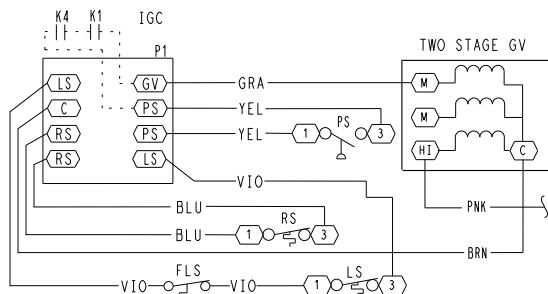 K4 K1 IGC
P1
TWO STAGE GV
LS GV GRA M
C PS YEL M
RS PS YEL 1 PS 3
HI C
RS LS
VIO
BLU PNK
RS
BLU 1 3
BRN
FLS LS
VIO VIO 1 3